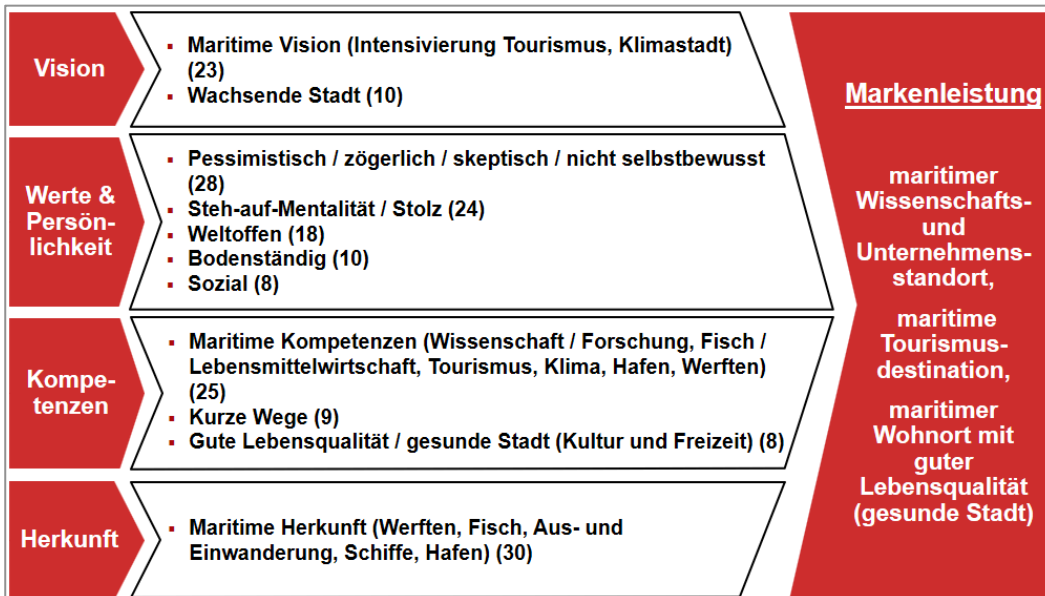 Vision
▪ Maritime Vision (Intensivierung Tourismus, Klimastadt)
(23)
▪ Wachsende Stadt (10)
Werte &
Persön-
lichkeit
▪ Pessimistisch / zögerlich / skeptisch / nicht selbstbewusst
(28)
▪ Steh-auf-Mentalität / Stolz (24)
▪ Weltoffen (18)
▪ Bodenständig (10)
▪ Sozial (8)
Kompe-
tenzen
▪ Maritime Kompetenzen (Wissenschaft / Forschung, Fisch /
Lebensmittelwirtschaft, Tourismus, Klima, Hafen, Werften)
(25)
▪ Kurze Wege (9)
▪ Gute Lebensqualität / gesunde Stadt (Kultur und Freizeit) (8)
Herkunft
▪ Maritime Herkunft (Werften, Fisch, Aus- und
Einwanderung, Schiffe, Hafen) (30)
Markenleistung
maritimer
Wissenschafts-
und
Unternehmens-
standort,
maritime
Tourismus-
destination,
maritimer
Wohnort mit
guter
Lebensqualität
(gesunde Stadt)